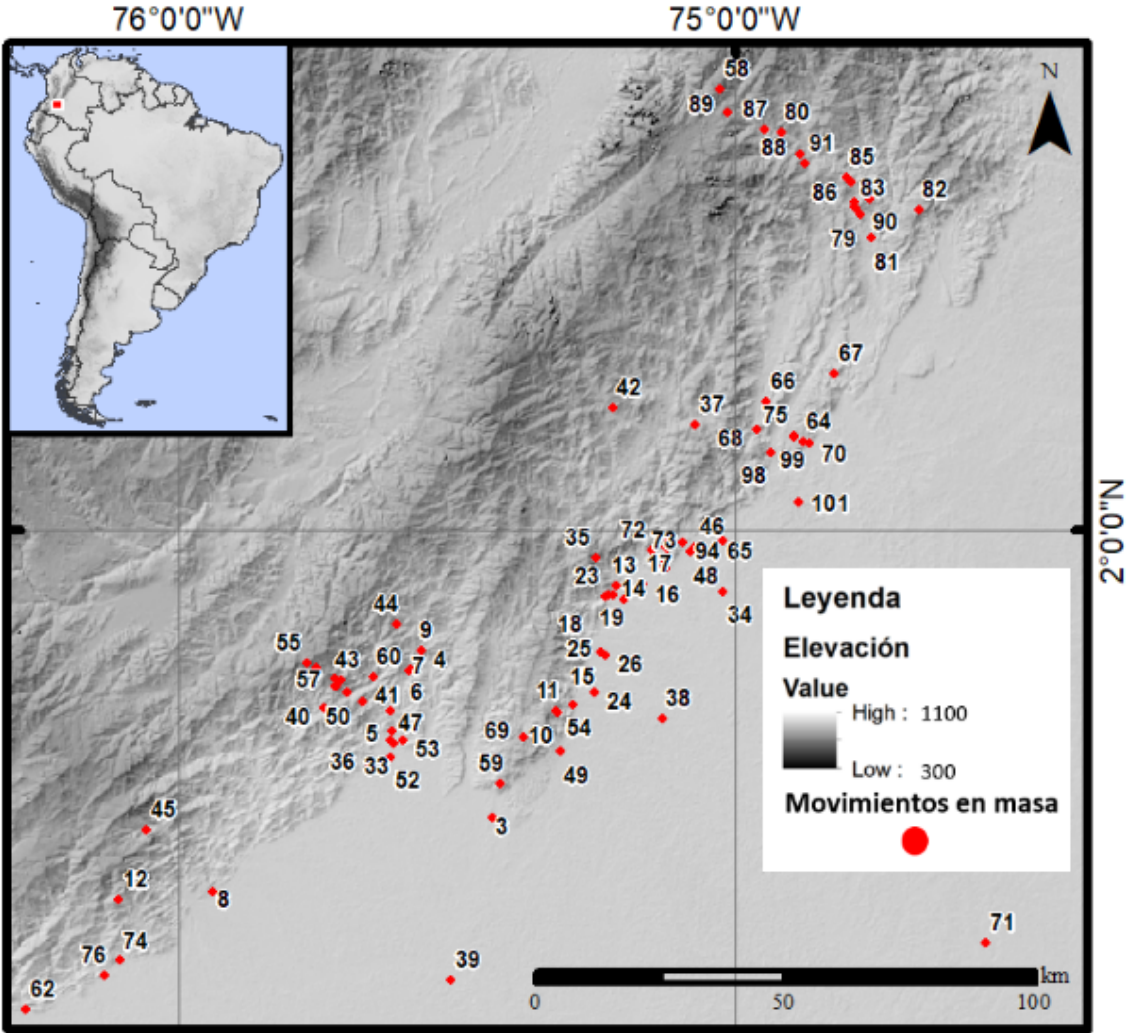 76°0'0"W 75°0'0"W
N
58
89 87 80
88 91 85
86 83 82
79 90
81
67
66
42 37 75 64
68 70
98 99
101
2°0'0"N
72 46
35 73 94 65
13 17
23 14 16 48
19 34
18
44 9
25
55 43 60 7 4 26
57 6 15
11 24 38
40 50 41
47 54
5 69 10
36 33 53 49
52 59
45 3
12
8
76 74 71
39
62
Leyenda
Elevación
Value
High : 1100
Low : 300
Movimientos en masa
km
0 50 100